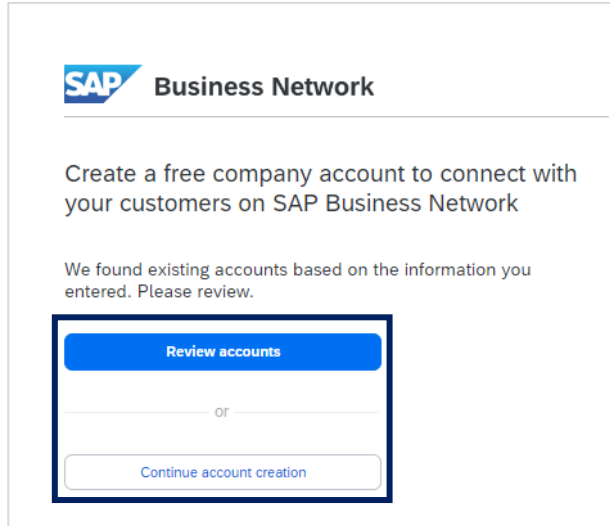 SAP Business Network
Create a free company account to connect with
your customers on SAP Business Network
We found existing accounts based on the information you
entered. Please review.
Review accounts
or
Continue account creation